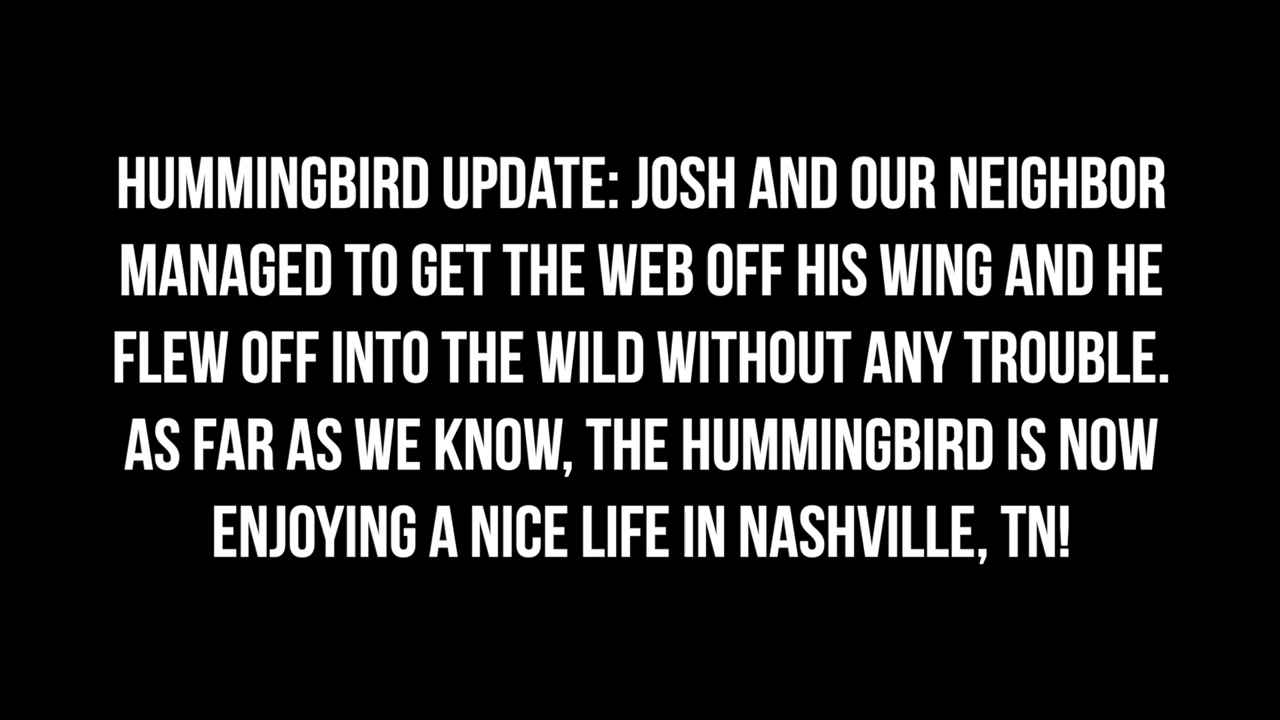 HUMMINGBIRD UPDATE: JOSH AND OUR NEIGHBOR
MANAGED TO GET THE WEB OFF HIS WING AND HE
FLEW OFF INTO THE WILD WITHOUT ANY TROUBLE.
AS FAR AS WE KNOW, THE HUMMINGBIRD IS NOW
ENJOYING A NICE LIFE IN NASHVILLE, TN!